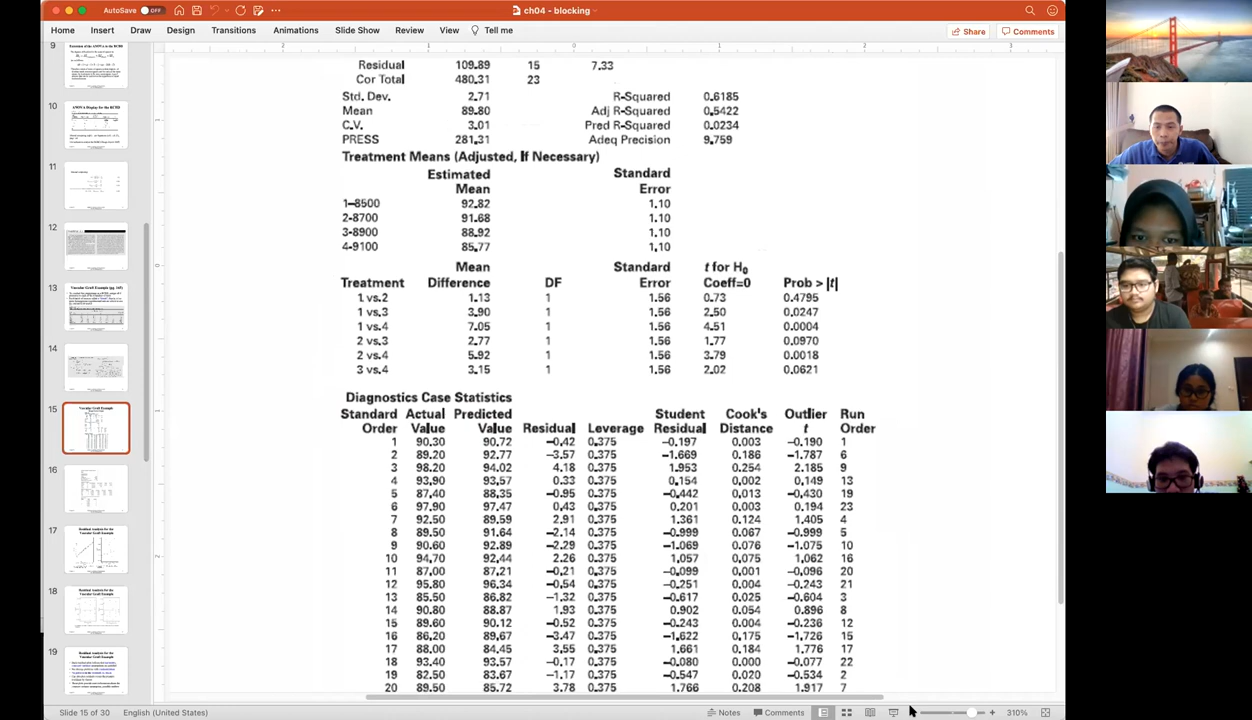 AutoSave OFF ch04 - blocking
Home Insert Draw Design Transitions Animations Slide Show Review View Tell me Share Comments
Residual 109.89 15 7.33
Cor Total 480.31 23
Std. Dev. 2.71 R-Squared 0.6185
Mean 89.80 Adj R-Squared 0.5422
C.V. 3.01 Pred R-Squared 0.0234
PRESS 281.31 Adeq Precision 9.759
Treatment Means (Adjusted, If Necessary)
Estimated Standard
Mean Error
1-8500 92.82 1.10
2-8700 91.68 1.10
3-8900 88.92 1.10
4-9100 85.77 1.10
Mean Standard t for H0
Treatment Difference DF Error Coeff=0 Prob > |t|
1 vs.2 1.13 1 1.56 0.73 0.4795
1 vs.3 3.90 1 1.56 2.50 0.0247
1 vs.4 7.05 1 1.56 4.51 0.0004
2 vs.3 2.77 1 1.56 1.77 0.0970
2 vs.4 5.92 1 1.56 3.79 0.0018
3 vs.4 3.15 1 1.56 2.02 0.0621
Diagnostics Case Statistics
Standard Actual Predicted Student Cook's Outlier Run
Order Value Value Residual Leverage Residual Distance t Order
1 90.30 90.72 -0.42 0.375 -0.197 0.003 -0.190 1
2 89.20 92.77 -3.57 0.375 -1.669 0.186 -1.787 6
3 98.20 94.02 4.18 0.375 1.953 0.254 2.185 9
4 93.90 93.57 0.33 0.375 0.154 0.002 0.149 13
5 87.40 88.35 -0.95 0.375 -0.442 0.013 -0.430 19
6 97.90 97.47 0.43 0.375 0.201 0.003 0.194 23
7 92.50 89.59 2.91 0.375 1.361 0.124 1.405 4
8 89.50 91.64 -2.14 0.375 -0.999 0.067 -0.999 5
9 90.60 92.89 -2.29 0.375 -1.069 0.076 -1.075 10
10 94.70 92.44 2.26 0.375 1.057 0.075 1.062 16
11 87.00 87.21 -0.21 0.375 -0.099 0.001 -0.096 20
12 95.80 96.34 -0.54 0.375 -0.251 0.004 -0.243 21
13 85.50 86.82 -1.32 0.375 -0.617 0.025 -0.604 3
14 90.80 88.87 1.93 0.375 0.902 0.054 0.896 8
15 89.60 90.12 -0.52 0.375 -0.243 0.004 -0.236 12
16 86.20 89.67 -3.47 0.375 -1.622 0.175 -1.726 15
17 88.00 84.45 3.55 0.375 1.661 0.184 1.776 17
18 93.40 93.57 -0.17 0.375 -0.080 0.000 -0.077 22
19 82.50 83.67 -1.17 0.375 -0.547 0.020 -0.534 2
20 89.50 85.72 3.78 0.375 1.766 0.208 1.917 7
9
10
11
12
13
14
15
16
17
18
19
Slide 15 of 30 English (United States) Notes Comments 310%